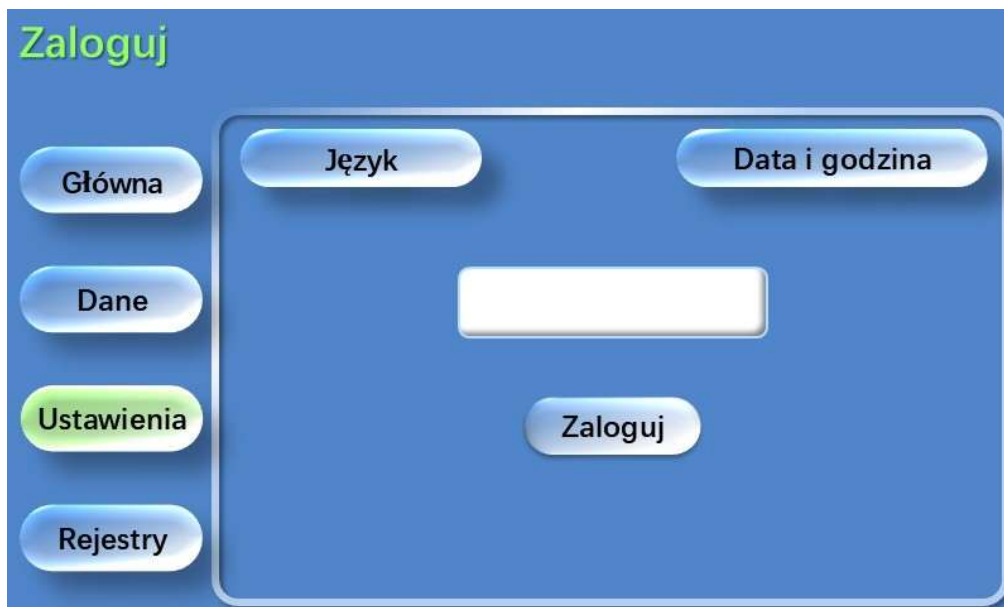 Zaloguj
Język
Data i godzina
Główna
Dane
Ustawienia
Zaloguj
Rejestry